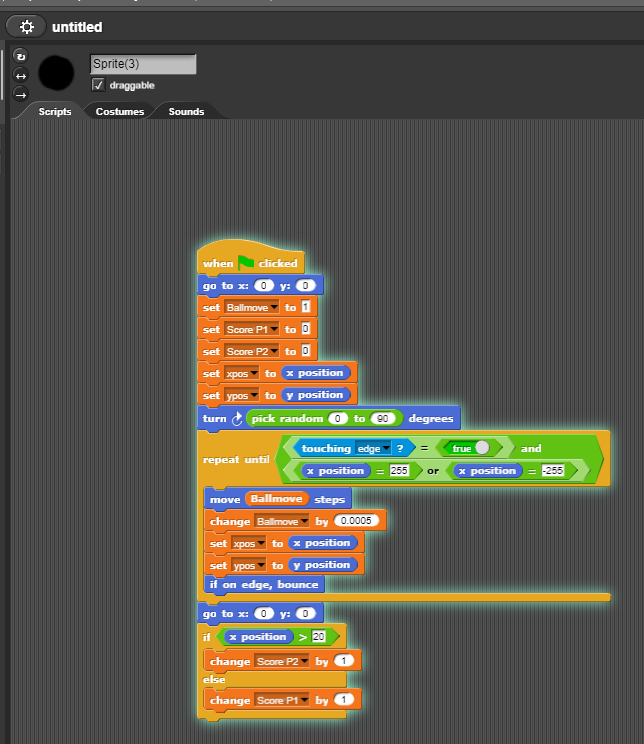 untitled
Sprite(3)
draggable
Scripts Costumes Sounds
when clicked
go to x: 0 y: 0
set Ballmove to 1
set Score P1 to 0
set Score P2 to 0
set xpos to x position
set ypos to y position
turn pick random 0 to 90 degrees
touching edge ? = true and
repeat until
x position = 255 or x position = -255
move Ballmove steps
change Ballmove by 0.0005
set xpos to x position
set ypos to y position
if on edge, bounce
go to x: 0 y: 0
if x position > 20
change Score P2 by 1
else
change Score P1 by 1